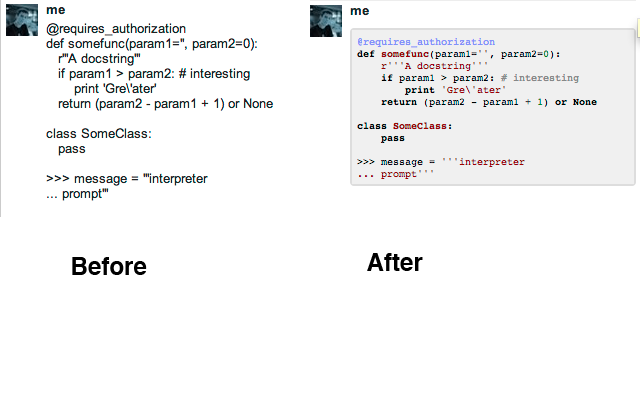 me
@requires_authorization
def somefunc(param1='', param2=0):
    r'''A docstring'''
    if param1 > param2: # interesting
        print 'Gre\'ater'
    return (param2 - param1 + 1) or None

class SomeClass:
    pass

>>> message = '''interpreter
... prompt'''
Before
me
@requires_authorization
def somefunc(param1='', param2=0):
    r'''A docstring'''
    if param1 > param2: # interesting
        print 'Gre\'ater'
    return (param2 - param1 + 1) or None

class SomeClass:
    pass

>>> message = '''interpreter
... prompt'''
After